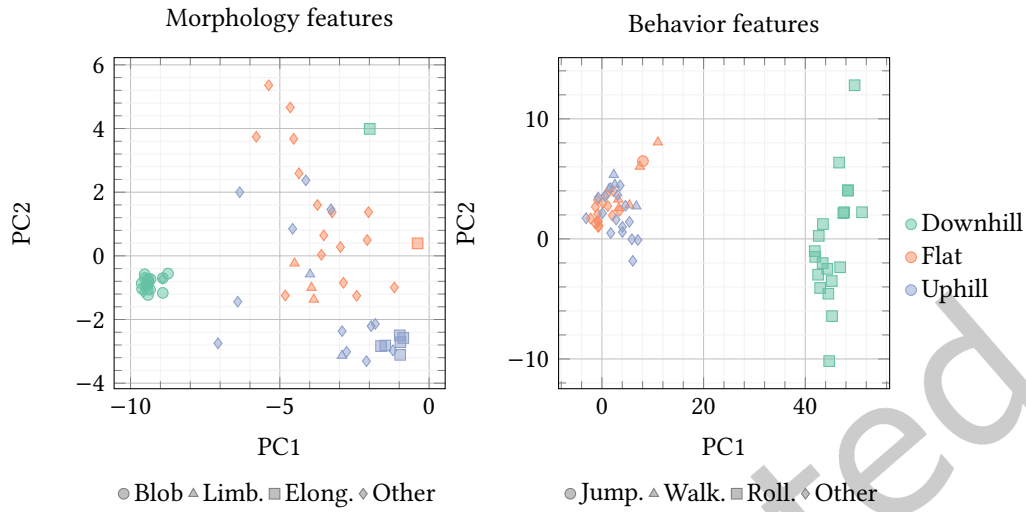 Morphology features
Behavior features
6
4
2
0
−2
−4
PC2
−10
−5
0
PC1
10
0
−10
PC2
0
20
40
PC1
Downhill
Flat
Uphill
Blob Limb. Elong. Other
Jump. Walk. Roll. Other
ted